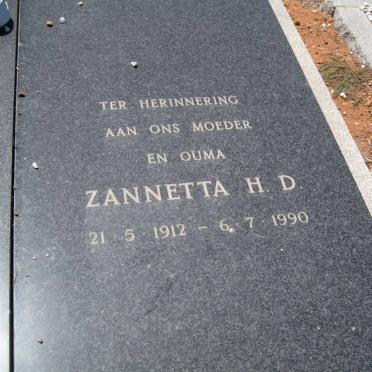 TER HERINNERING
AAN ONS MOEDER
EN OUMA
ZANNETTA H. D.
21 5 1912 – 6 7 1990